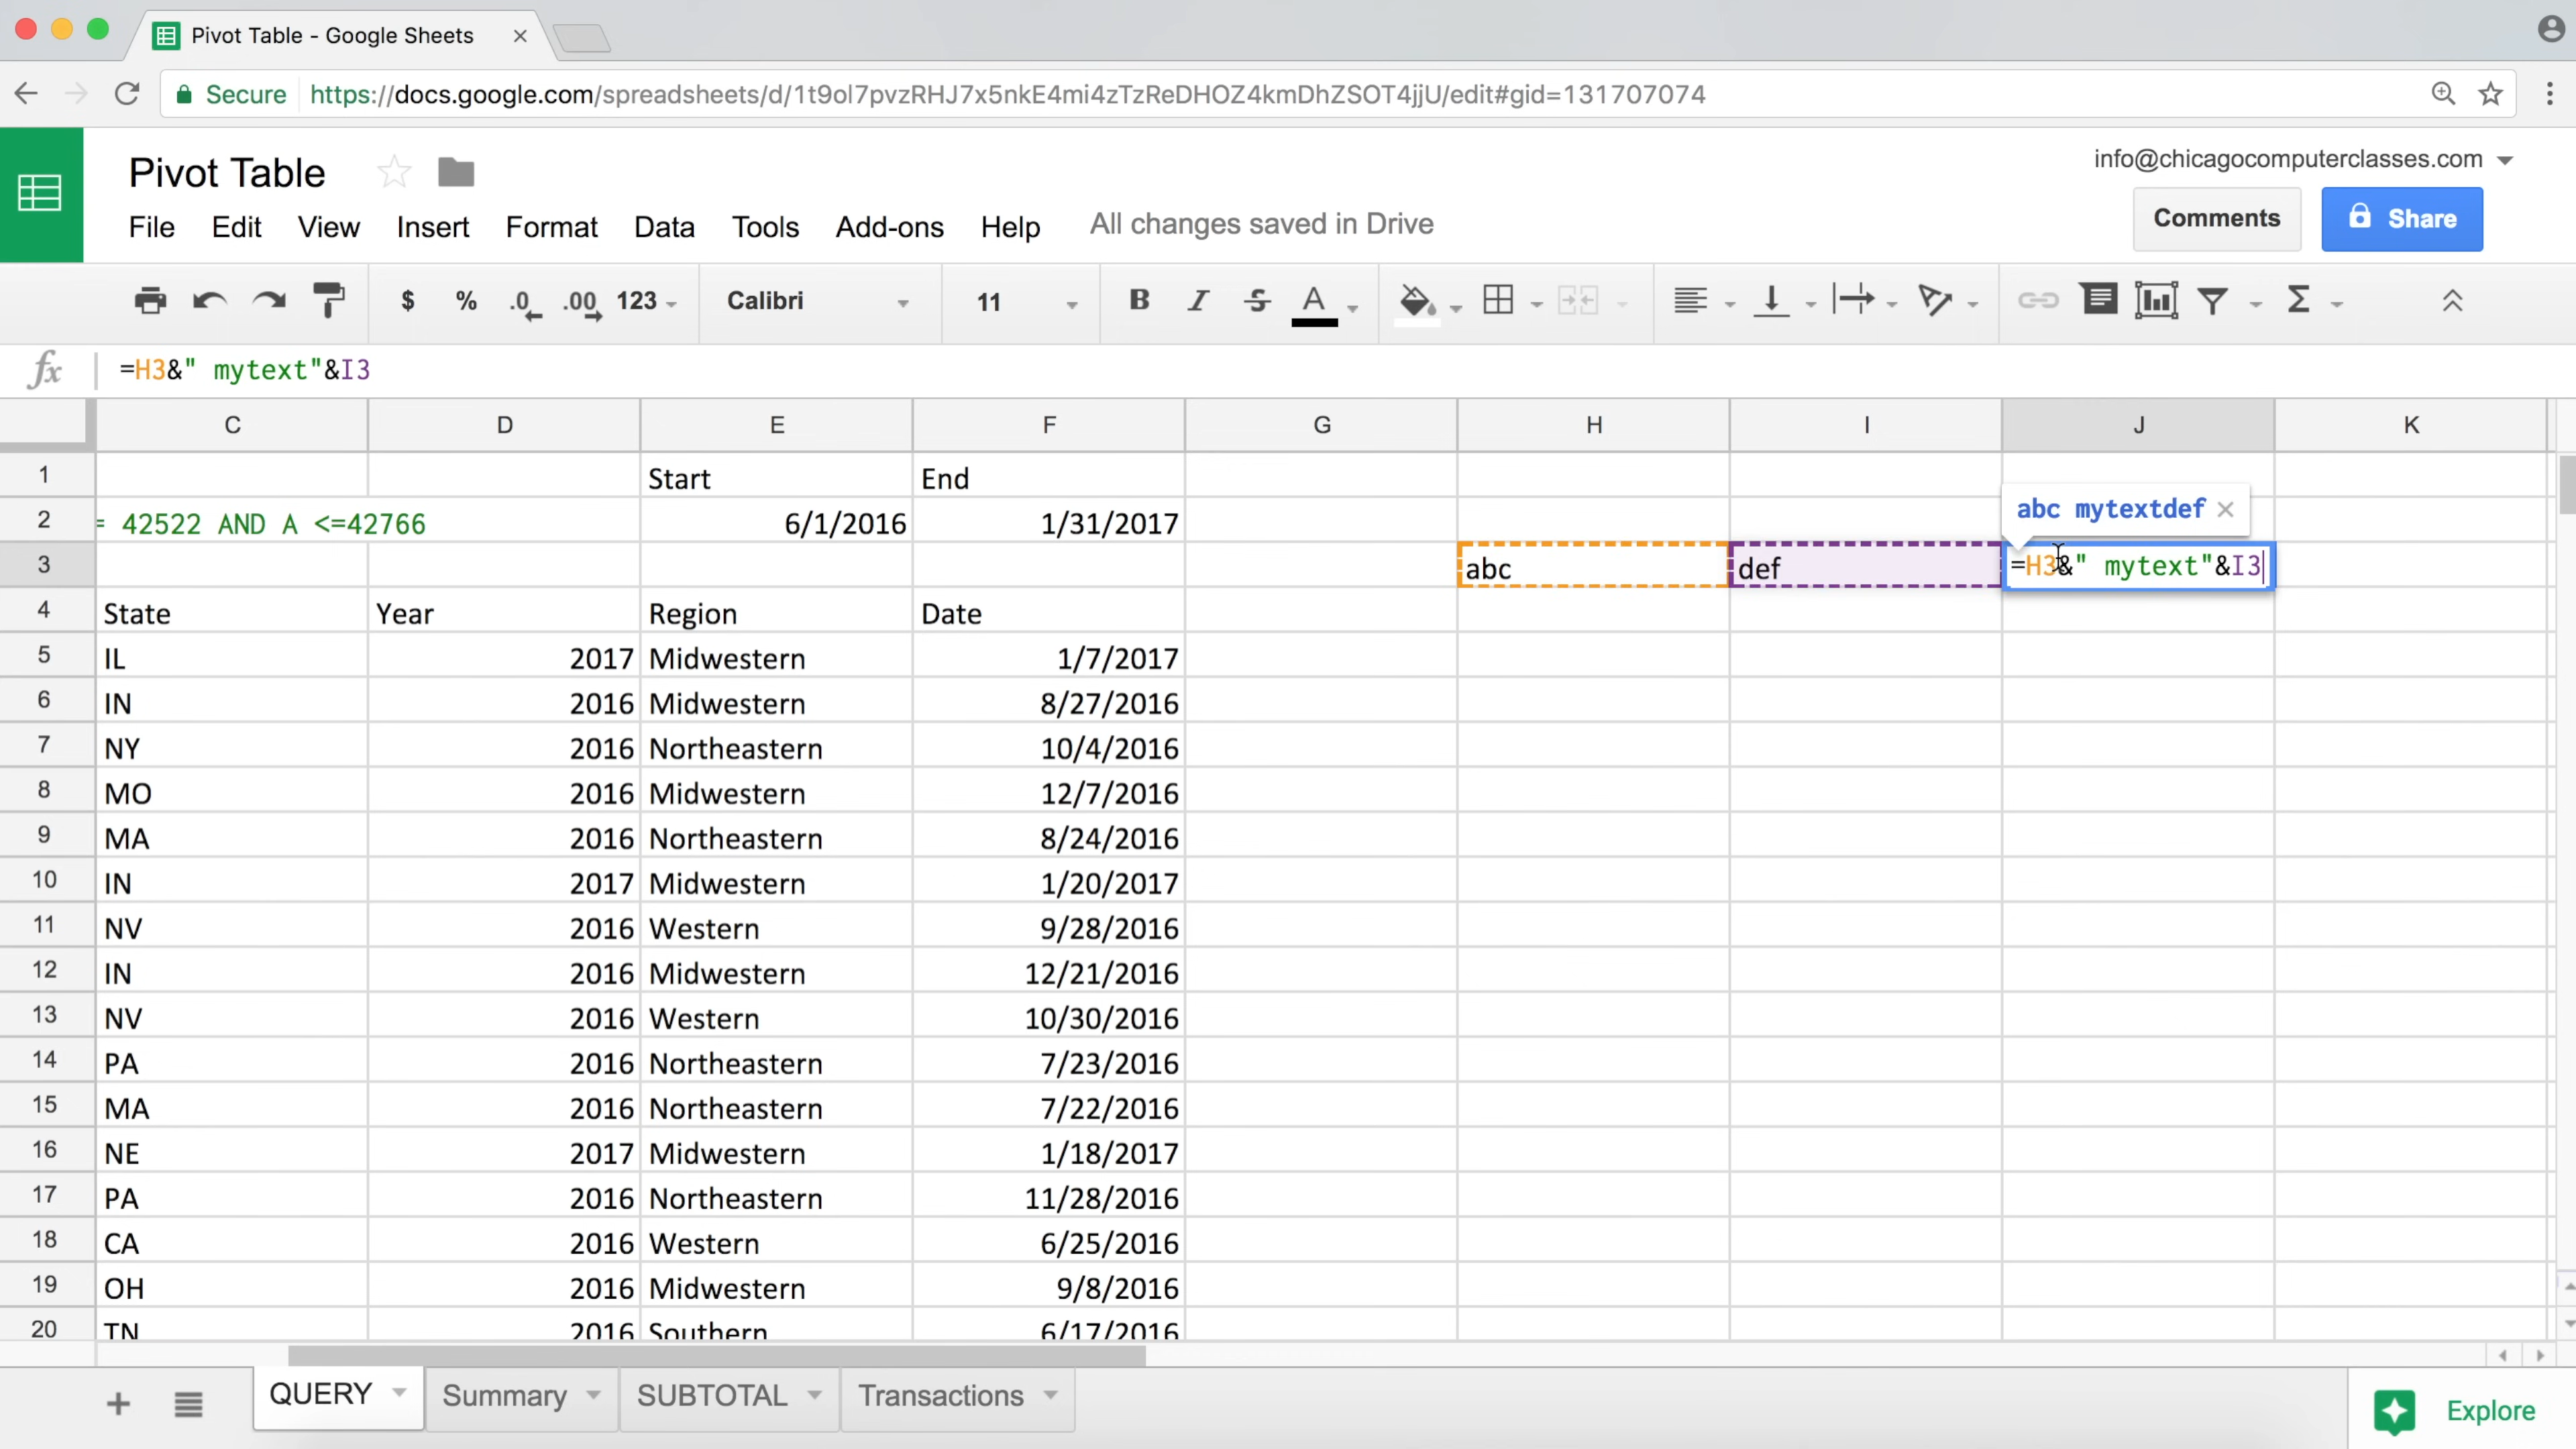 Pivot Table - Google Sheets
Secure https://docs.google.com/spreadsheets/d/1t9ol7pvzRHJ7x5nkE4mi4zTzReDHOZ4kmDhZSOT4jjU/edit#gid=131707074
Pivot Table
info@chicagocomputerclasses.com
File Edit View Insert Format Data Tools Add-ons Help All changes saved in Drive
Comments Share
$ % .0 .00 123 Calibri 11 B I S A Σ
fx =H3&" mytext"&I3
C D E F G H I J K
1 Start End
2 = 42522 AND A <=42766 6/1/2016 1/31/2017 abc mytextdef
3 abc def =H3&" mytext"&I3
4 State Year Region Date
5 IL 2017 Midwestern 1/7/2017
6 IN 2016 Midwestern 8/27/2016
7 NY 2016 Northeastern 10/4/2016
8 MO 2016 Midwestern 12/7/2016
9 MA 2016 Northeastern 8/24/2016
10 IN 2017 Midwestern 1/20/2017
11 NV 2016 Western 9/28/2016
12 IN 2016 Midwestern 12/21/2016
13 NV 2016 Western 10/30/2016
14 PA 2016 Northeastern 7/23/2016
15 MA 2016 Northeastern 7/22/2016
16 NE 2017 Midwestern 1/18/2017
17 PA 2016 Northeastern 11/28/2016
18 CA 2016 Western 6/25/2016
19 OH 2016 Midwestern 9/8/2016
20 TN 2016 Southern 6/17/2016
QUERY Summary SUBTOTAL Transactions Explore